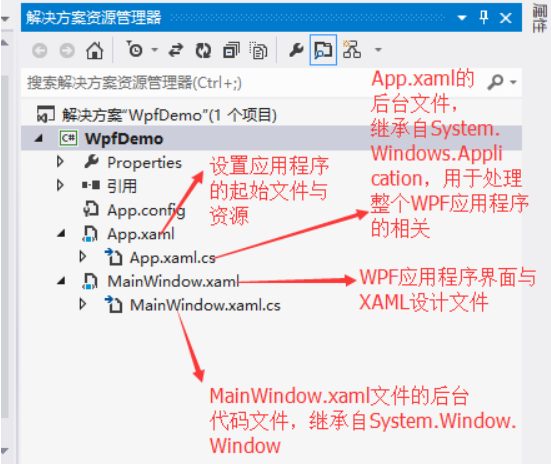 解决方案资源管理器
属性
搜索解决方案资源管理器(Ctrl+;)
解决方案"WpfDemo"(1 个项目)
C# WpfDemo
Properties
引用
App.config
App.xaml
App.xaml.cs
MainWindow.xaml
MainWindow.xaml.cs
App.xaml的
后台文件，
继承自System.
Windows.Appli
cation，用于处理
整个WPF应用程序
的相关
设置应用程序
的起始文件与
资源
WPF应用程序界面与
XAML设计文件
MainWindow.xaml文件的后台
代码文件，继承自System.Window.
Window